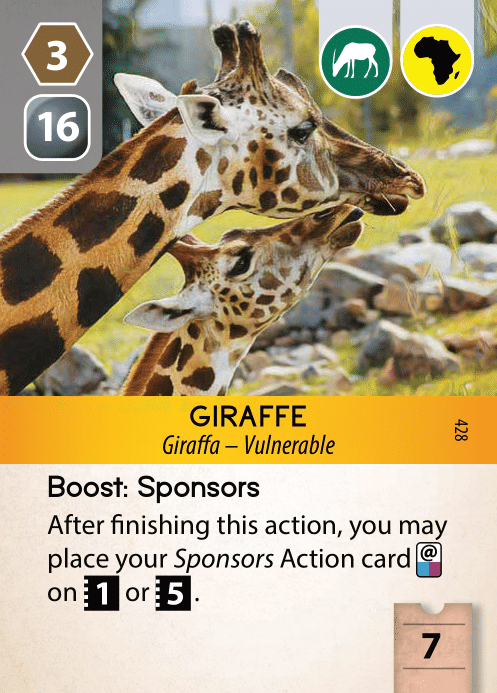 3
16
GIRAFFE
Giraffa – Vulnerable
428
Boost: Sponsors
After finishing this action, you may
place your Sponsors Action card @
on 1 or 5.
7